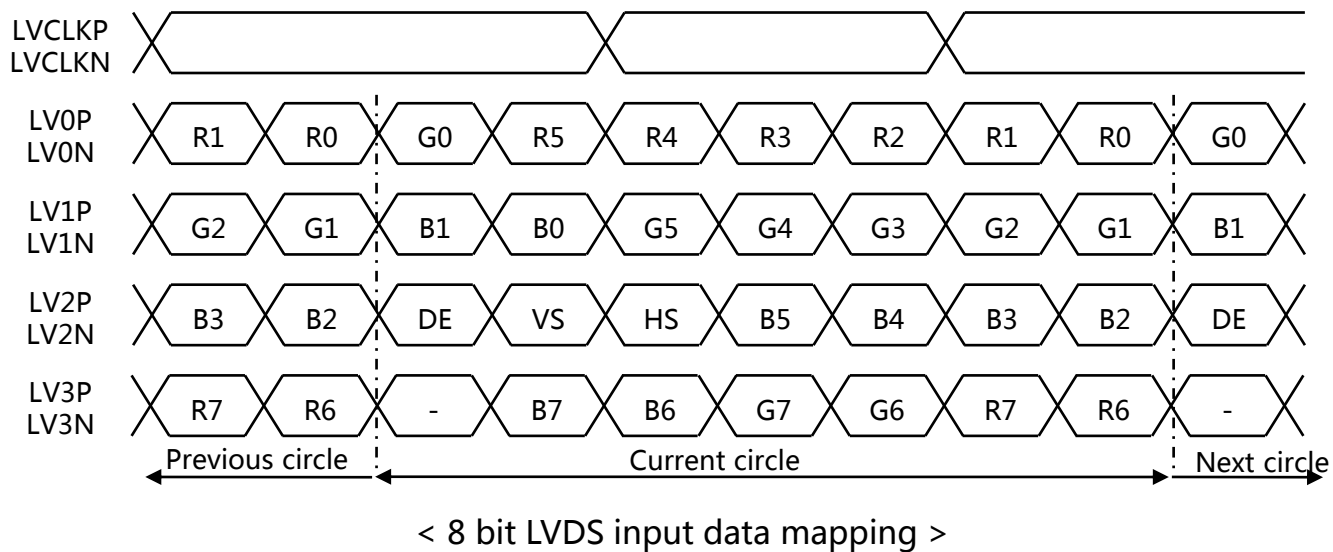 LVCLKP
LVCLKN
LV0P
LV0N
R1 R0 G0 R5 R4 R3 R2 R1 R0 G0
LV1P
LV1N
G2 G1 B1 B0 G5 G4 G3 G2 G1 B1
LV2P
LV2N
B3 B2 DE VS HS B5 B4 B3 B2 DE
LV3P
LV3N
R7 R6 - B7 B6 G7 G6 R7 R6 -
Previous circle Current circle Next circle
< 8 bit LVDS input data mapping >